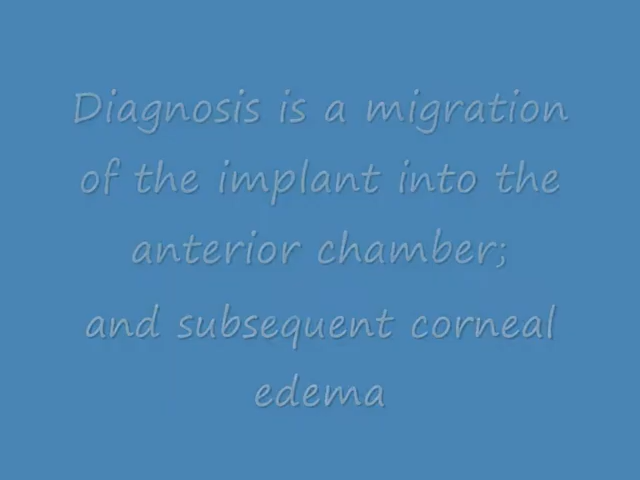 Diagnosis is a migration
of the implant into the
anterior chamber;
and subsequent corneal
edema